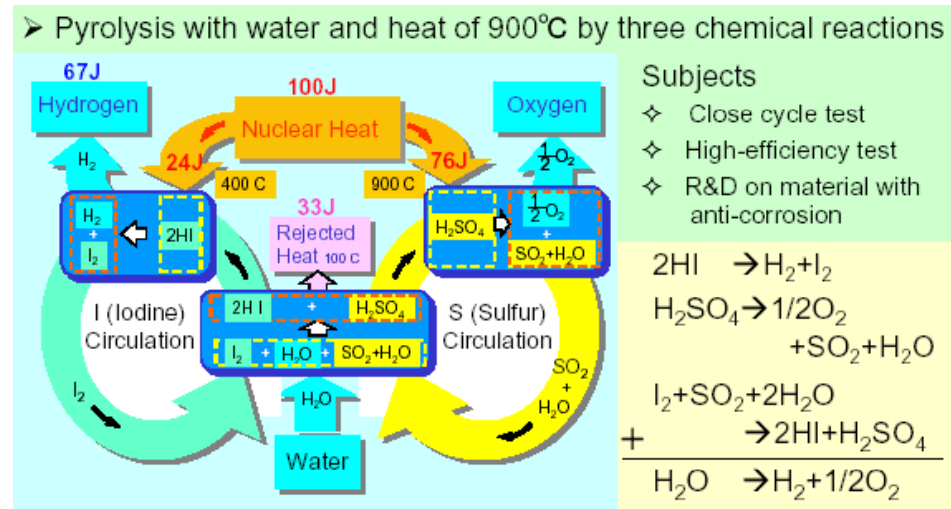 ➢ Pyrolysis with water and heat of 900℃ by three chemical reactions
67J
Hydrogen
100J
Nuclear Heat
Oxygen
H₂
24J
76J
½O₂
400 C
900 C
33J
Rejected
Heat 100 C
H₂
+
I₂
2HI
H₂SO₄
½O₂
+
SO₂+H₂O
I (Iodine)
Circulation
2H I + H₂SO₄
I₂ + H₂O + SO₂+H₂O
S (Sulfur)
Circulation
I₂
H₂O
SO₂
+
H₂O
Water
Subjects
✧ Close cycle test
✧ High-efficiency test
✧ R&D on material with
anti-corrosion
2HI →H₂+I₂
H₂SO₄→1/2O₂
+SO₂+H₂O
I₂+SO₂+2H₂O
+ →2HI+H₂SO₄
H₂O →H₂+1/2O₂